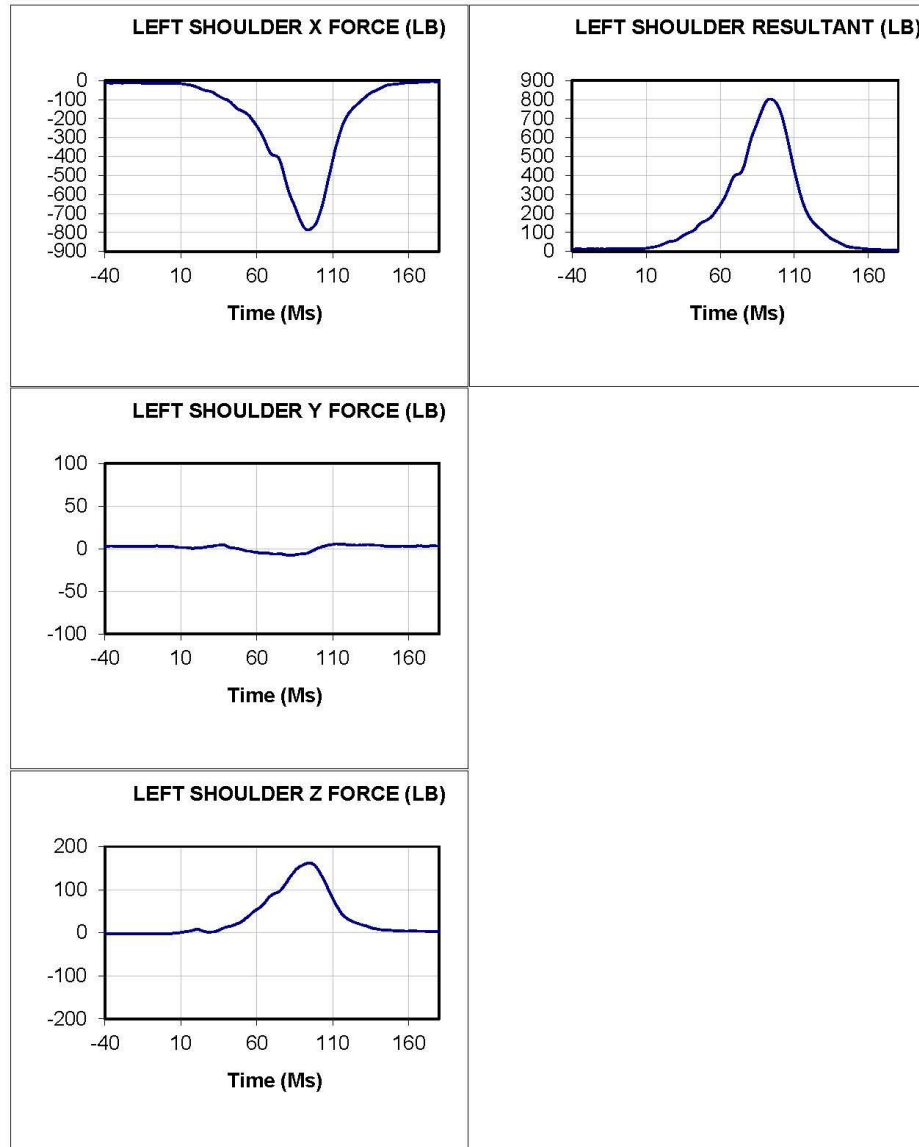 LEFT SHOULDER X FORCE (LB)
0
-100
-200
-300
-400
-500
-600
-700
-800
-900
-40 10 60 110 160
Time (Ms)
LEFT SHOULDER RESULTANT (LB)
900
800
700
600
500
400
300
200
100
0
-40 10 60 110 160
Time (Ms)
LEFT SHOULDER Y FORCE (LB)
100
50
0
-50
-100
-40 10 60 110 160
Time (Ms)
LEFT SHOULDER Z FORCE (LB)
200
100
0
-100
-200
-40 10 60 110 160
Time (Ms)